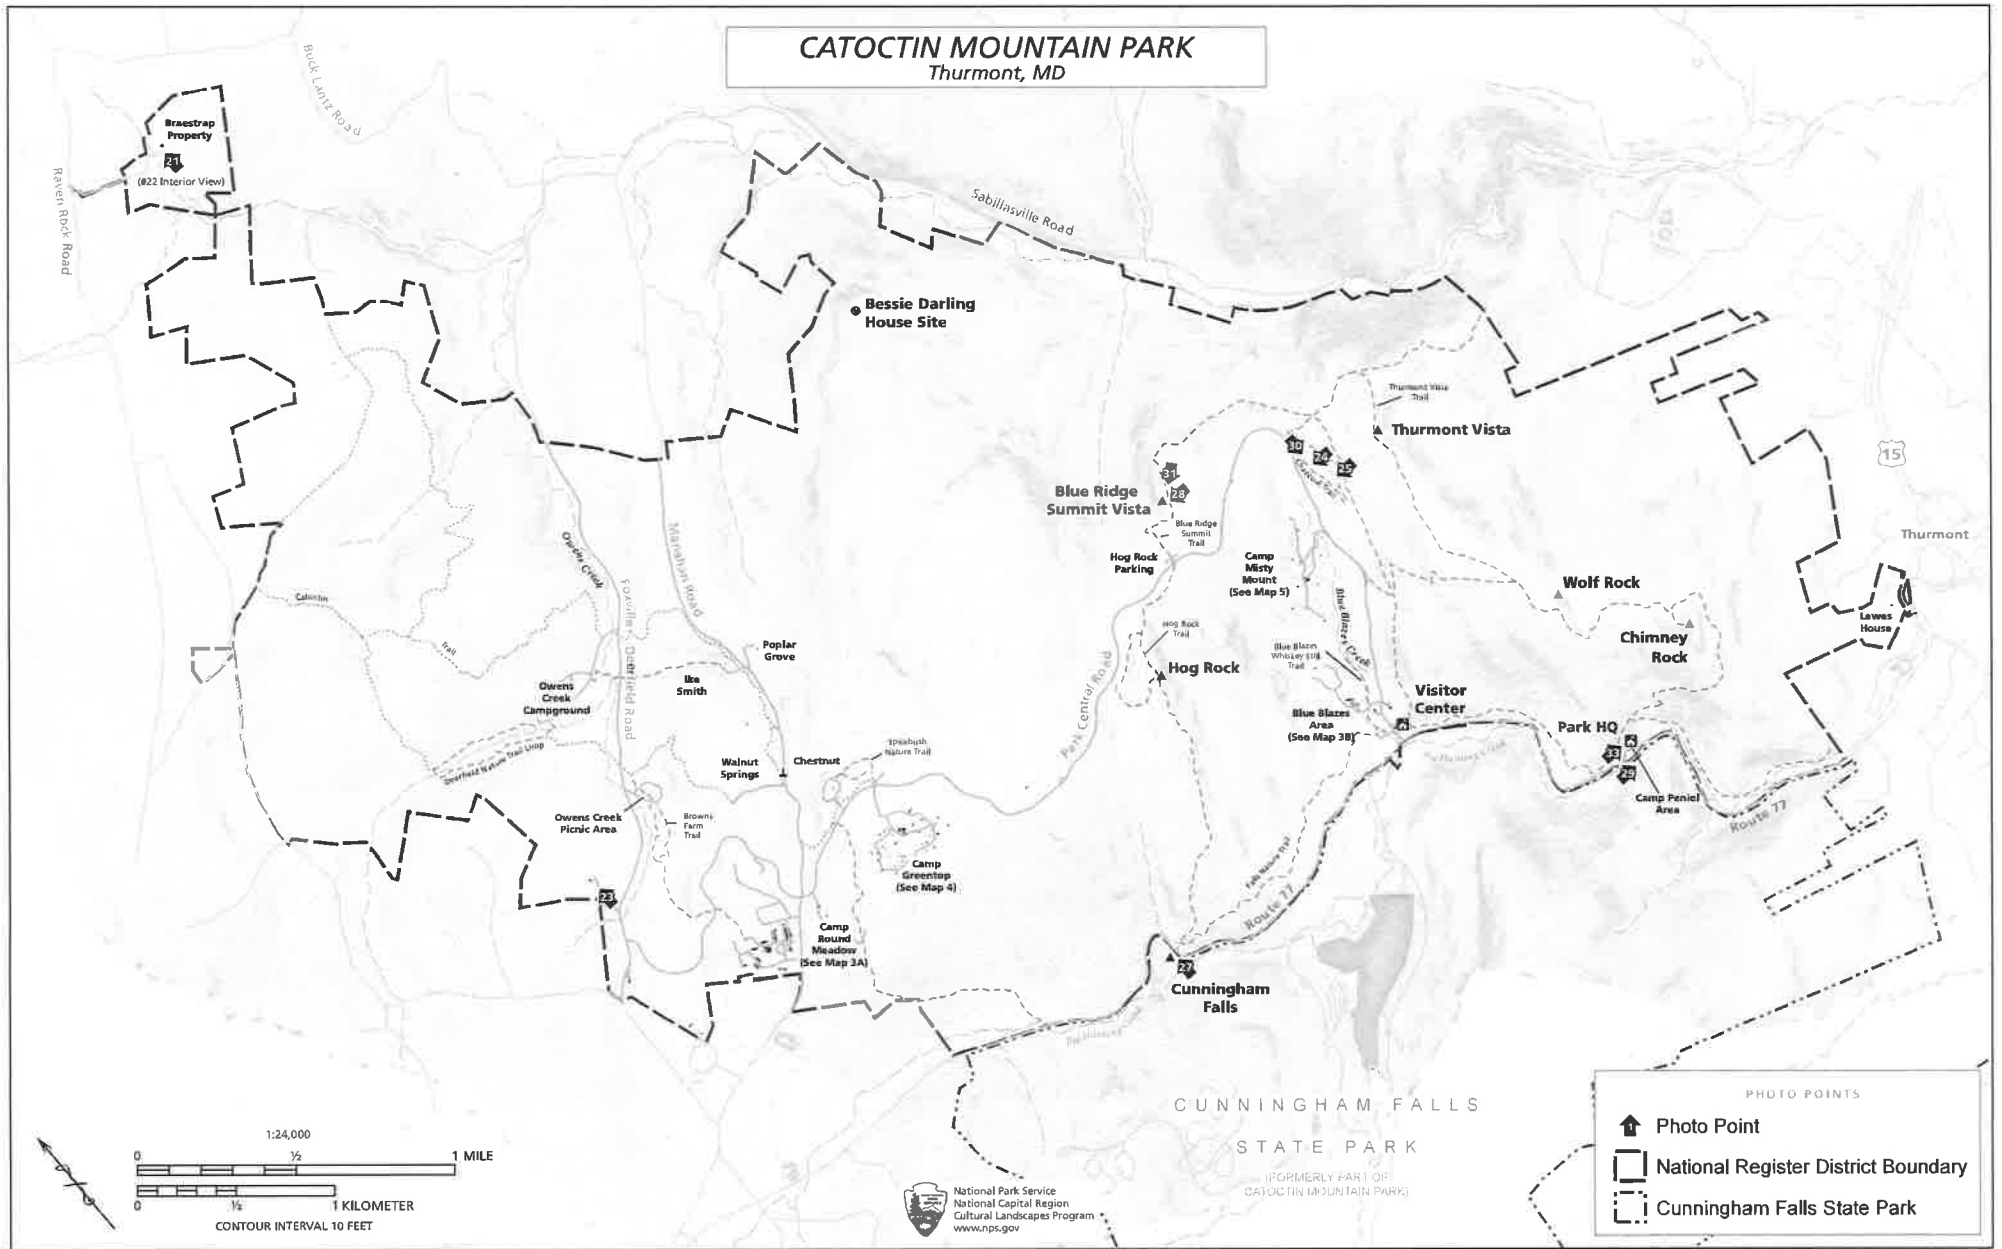 CATOCTIN MOUNTAIN PARK
Thurmont, MD
Buck Lantz Road
Braestrap
Property
21
(#22 Interior View)
Raven Rock Road
Sabillasville Road
Bessie Darling
House Site
Thurmont Vista
Trail
Thurmont Vista
15
30
24
25
31
28
Blue Ridge
Summit Vista
Blue Ridge
Summit
Trail
Hog Rock
Parking
Camp
Misty
Mount
(See Map 5)
Thurmont
Wolf Rock
Lewes
House
Chimney
Rock
Owens Creek
Manahan Road
Foxville-Deerfield Road
Catoctin
Trail
Poplar
Grove
Ike
Smith
Owens
Creek
Campground
Deerfield Nature Trail Loop
Hog Rock
Trail
Hog Rock
Blue Blazes Creek
Blue Blazes
Whiskey Still
Trail
Blue Blazes
Area
(See Map 3B)
Visitor
Center
Park HQ
33
29
Camp Peniel
Area
Route 77
Park Central Road
Walnut
Springs
Chestnut
Spicebush
Nature Trail
Owens Creek
Picnic Area
Browns
Farm
Trail
Camp
Greentop
(See Map 4)
23
Camp
Round
Meadow
(See Map 3A)
Falls Nature Trail
Route 77
27
Cunningham
Falls
CUNNINGHAM FALLS
STATE PARK
(FORMERLY PART OF
CATOCTIN MOUNTAIN PARK)
1:24,000
0 ½ 1 MILE
0 ½ 1 KILOMETER
CONTOUR INTERVAL 10 FEET
National Park Service
National Capital Region
Cultural Landscapes Program
www.nps.gov
PHOTO POINTS
1 Photo Point
National Register District Boundary
Cunningham Falls State Park